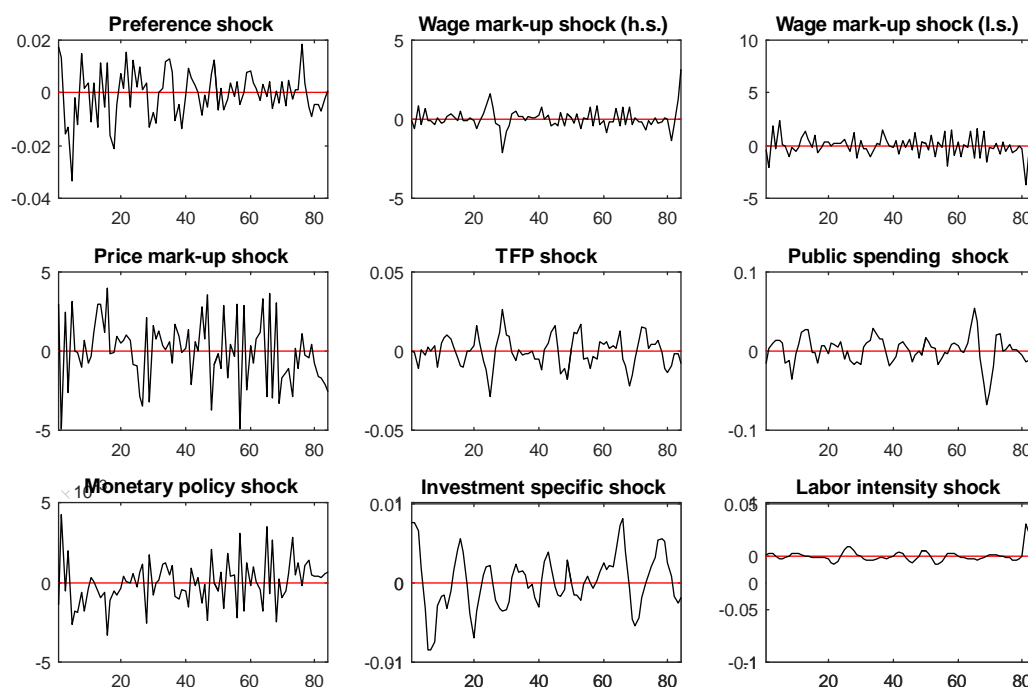 Preference shock
Wage mark-up shock (h.s.)
Wage mark-up shock (l.s.)
0.02
0
-0.02
-0.04
20 40 60 80
5
0
-5
20 40 60 80
10
5
0
-5
20 40 60 80
Price mark-up shock
TFP shock
Public spending shock
5
0
-5
20 40 60 80
0.05
0
-0.05
20 40 60 80
0.1
0
-0.1
20 40 60 80
Monetary policy shock
Investment specific shock
Labor intensity shock
5
0
-5
20 40 60 80
0
20 40 60 80
0.05
0
0
-0.05
-0.1
20 40 60 80